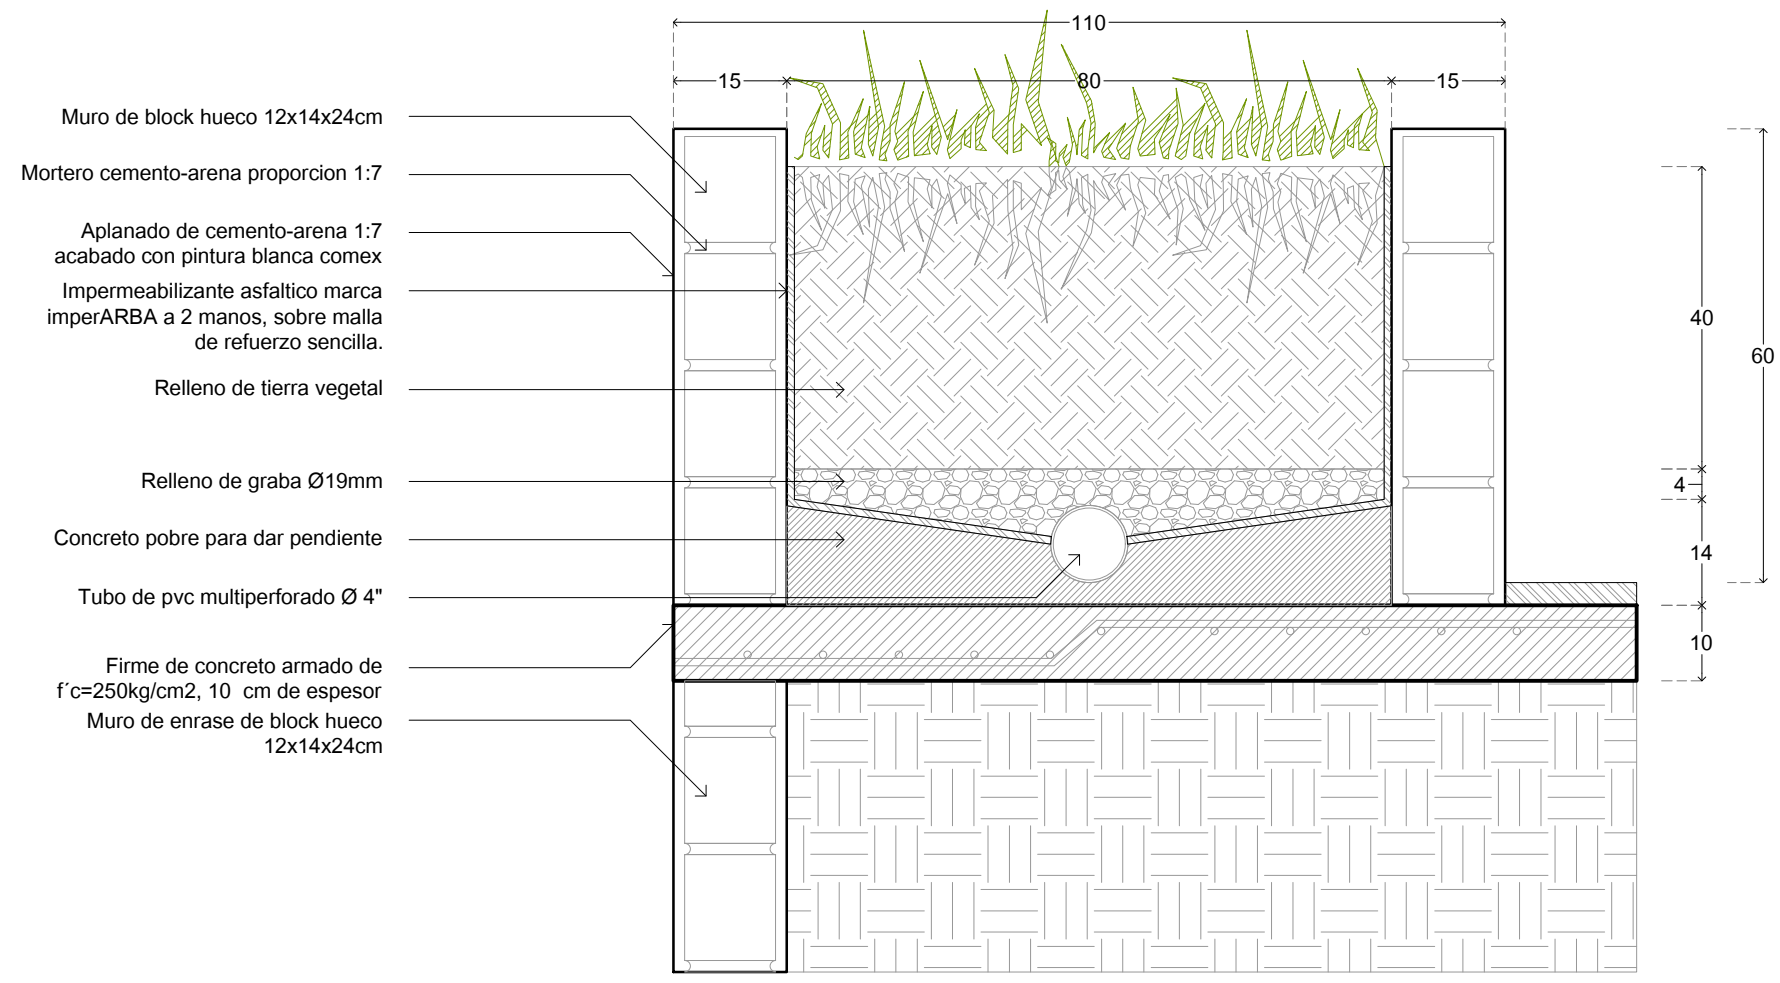 110
15
80
15
Muro de block hueco 12x14x24cm
Mortero cemento-arena proporcion 1:7
Aplanado de cemento-arena 1:7
acabado con pintura blanca comex
Impermeabilizante asfaltico marca
imperARBA a 2 manos, sobre malla
de refuerzo sencilla.
40
60
Relleno de tierra vegetal
Relleno de graba Ø19mm
4
Concreto pobre para dar pendiente
14
Tubo de pvc multiperforado Ø 4"
10
Firme de concreto armado de
f´c=250kg/cm2, 10  cm de espesor
Muro de enrase de block hueco
12x14x24cm